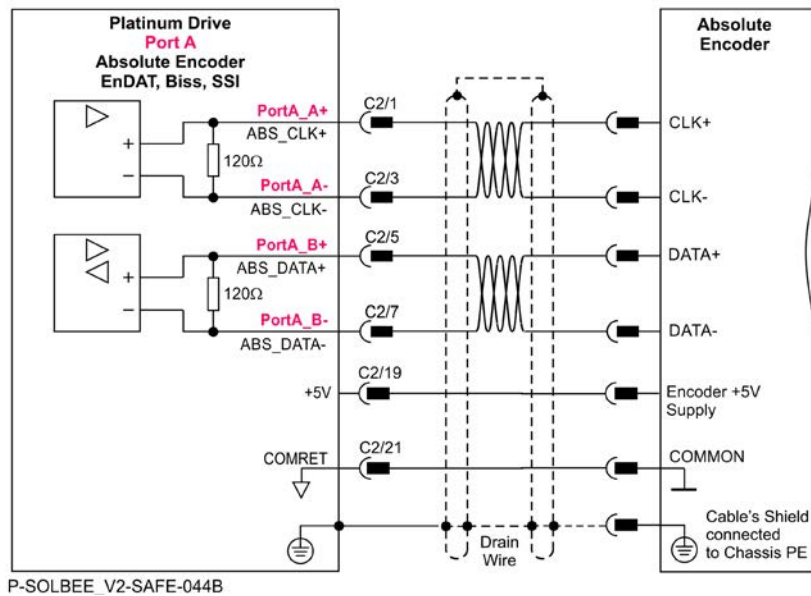 Platinum Drive
Port A
Absolute Encoder
EnDAT, Biss, SSI
Absolute
Encoder
PortA_A+
C2/1
ABS_CLK+
CLK+
120Ω
PortA_A-
C2/3
ABS_CLK-
CLK-
PortA_B+
C2/5
ABS_DATA+
DATA+
120Ω
PortA_B-
C2/7
ABS_DATA-
DATA-
C2/19
+5V
Encoder +5V
Supply
C2/21
COMRET
COMMON
Drain
Wire
Cable's Shield
connected
to Chassis PE
P-SOLBEE_V2-SAFE-044B